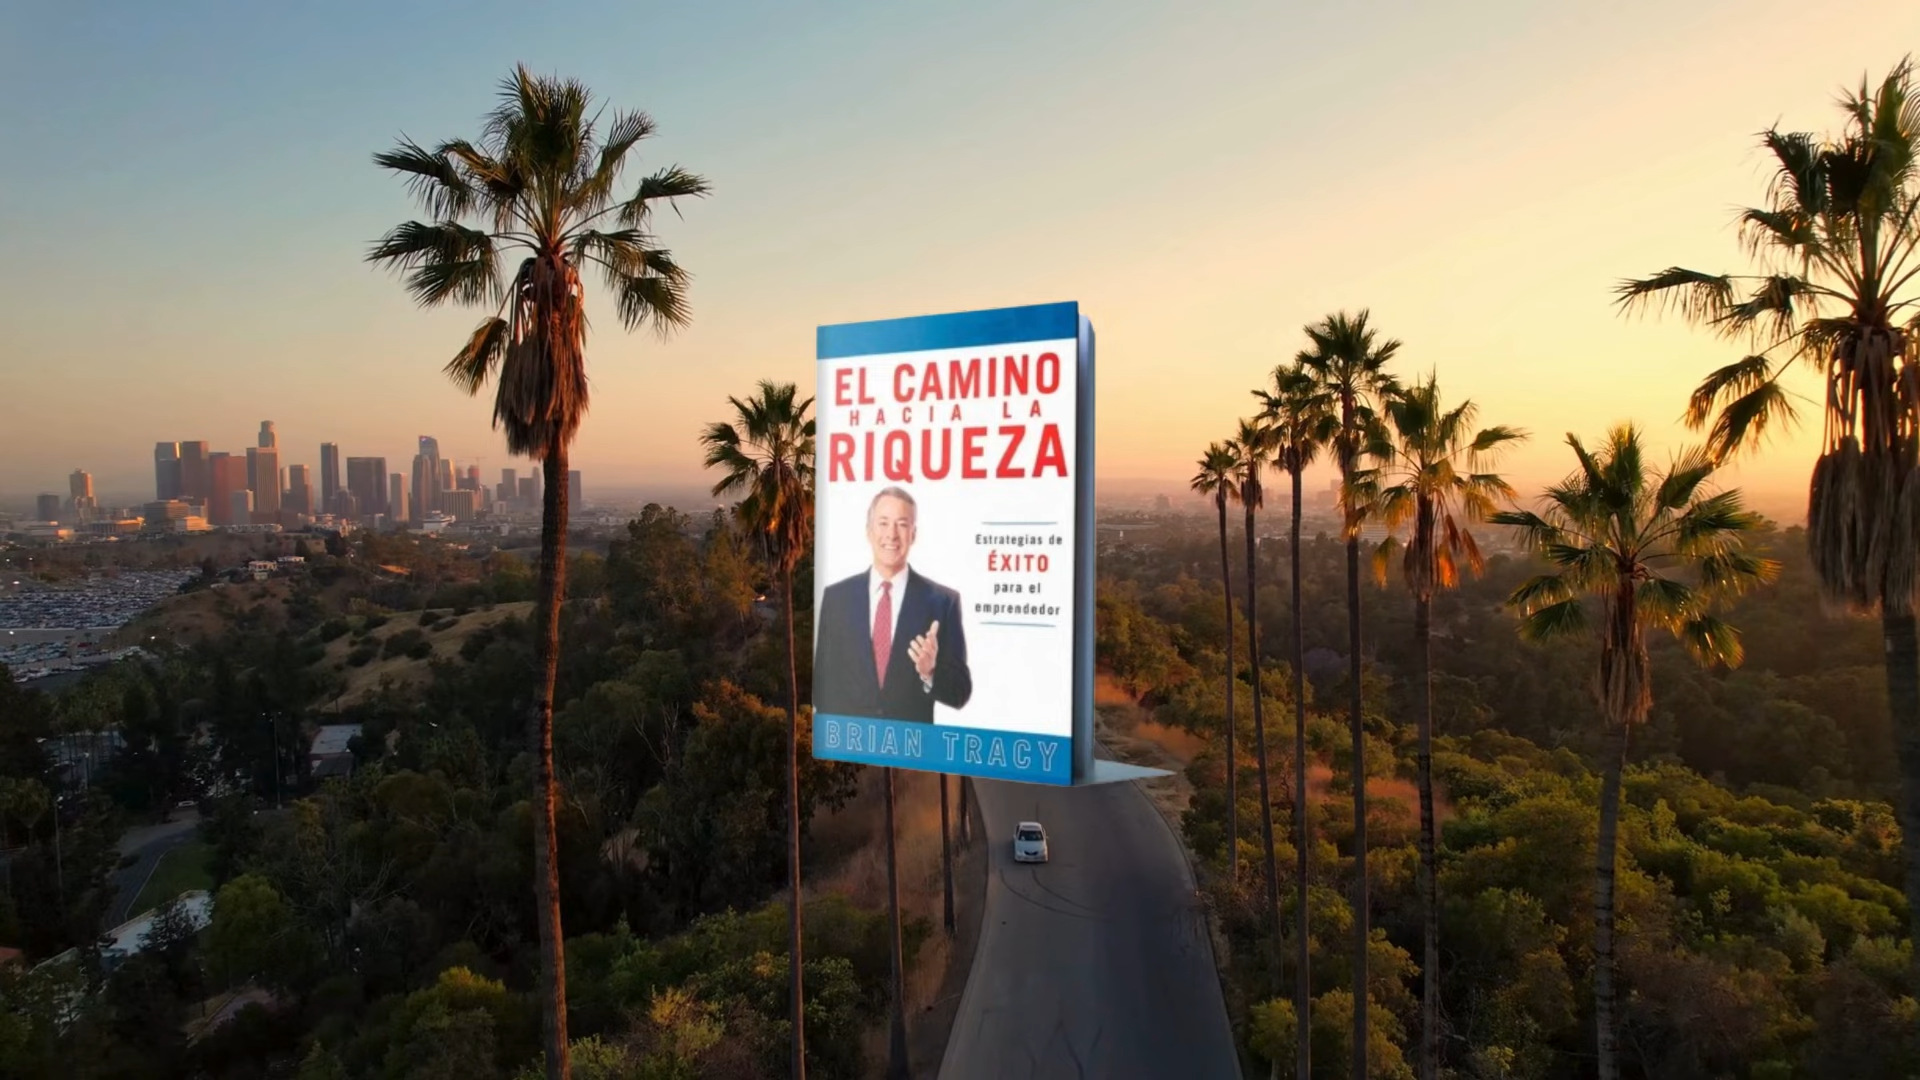 EL CAMINO
HACIA LA
RIQUEZA
Estrategias de
ÉXITO
para el
emprendedor
BRIAN TRACY